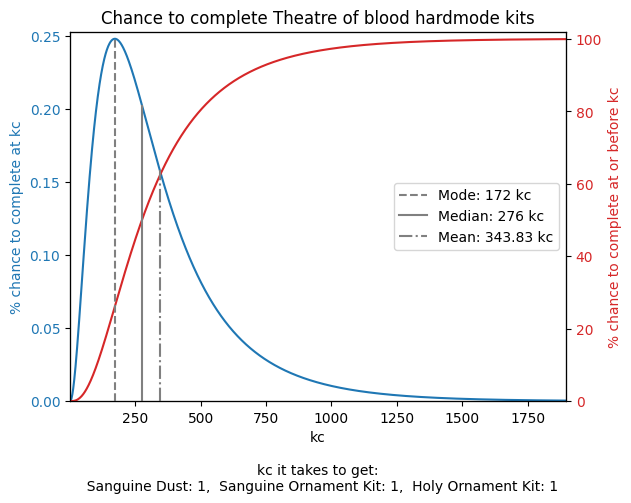 Chance to complete Theatre of blood hardmode kits
% chance to complete at kc
0.25
0.20
0.15
0.10
0.05
0.00
100
80
60
40
20
0
% chance to complete at or before kc
Mode: 172 kc
Median: 276 kc
Mean: 343.83 kc
250 500 750 1000 1250 1500 1750
kc
kc it takes to get:
Sanguine Dust: 1, Sanguine Ornament Kit: 1, Holy Ornament Kit: 1